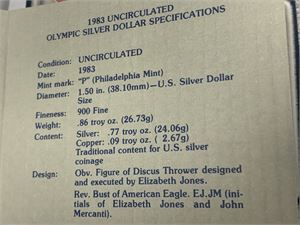 1983 UNCIRCULATED
OLYMPIC SILVER DOLLAR SPECIFICATIONS
Condition: UNCIRCULATED
Date: 1983
Mint mark: "P" (Philadelphia Mint)
Diameter: 1.50 in. (38.10mm)—U.S. Silver Dollar
Size
Fineness: 900 Fine
Weight: .86 troy oz. (26.73g)
Content: Silver: .77 troy oz. (24.06g)
Copper: .09 troy oz. ( 2.67g)
Traditional content for U.S. silver
coinage
Design: Obv. Figure of Discus Thrower designed
and executed by Elizabeth Jones.
Rev. Bust of American Eagle. EJ.JM (ini-
tials of Elizabeth Jones and John
Mercanti).